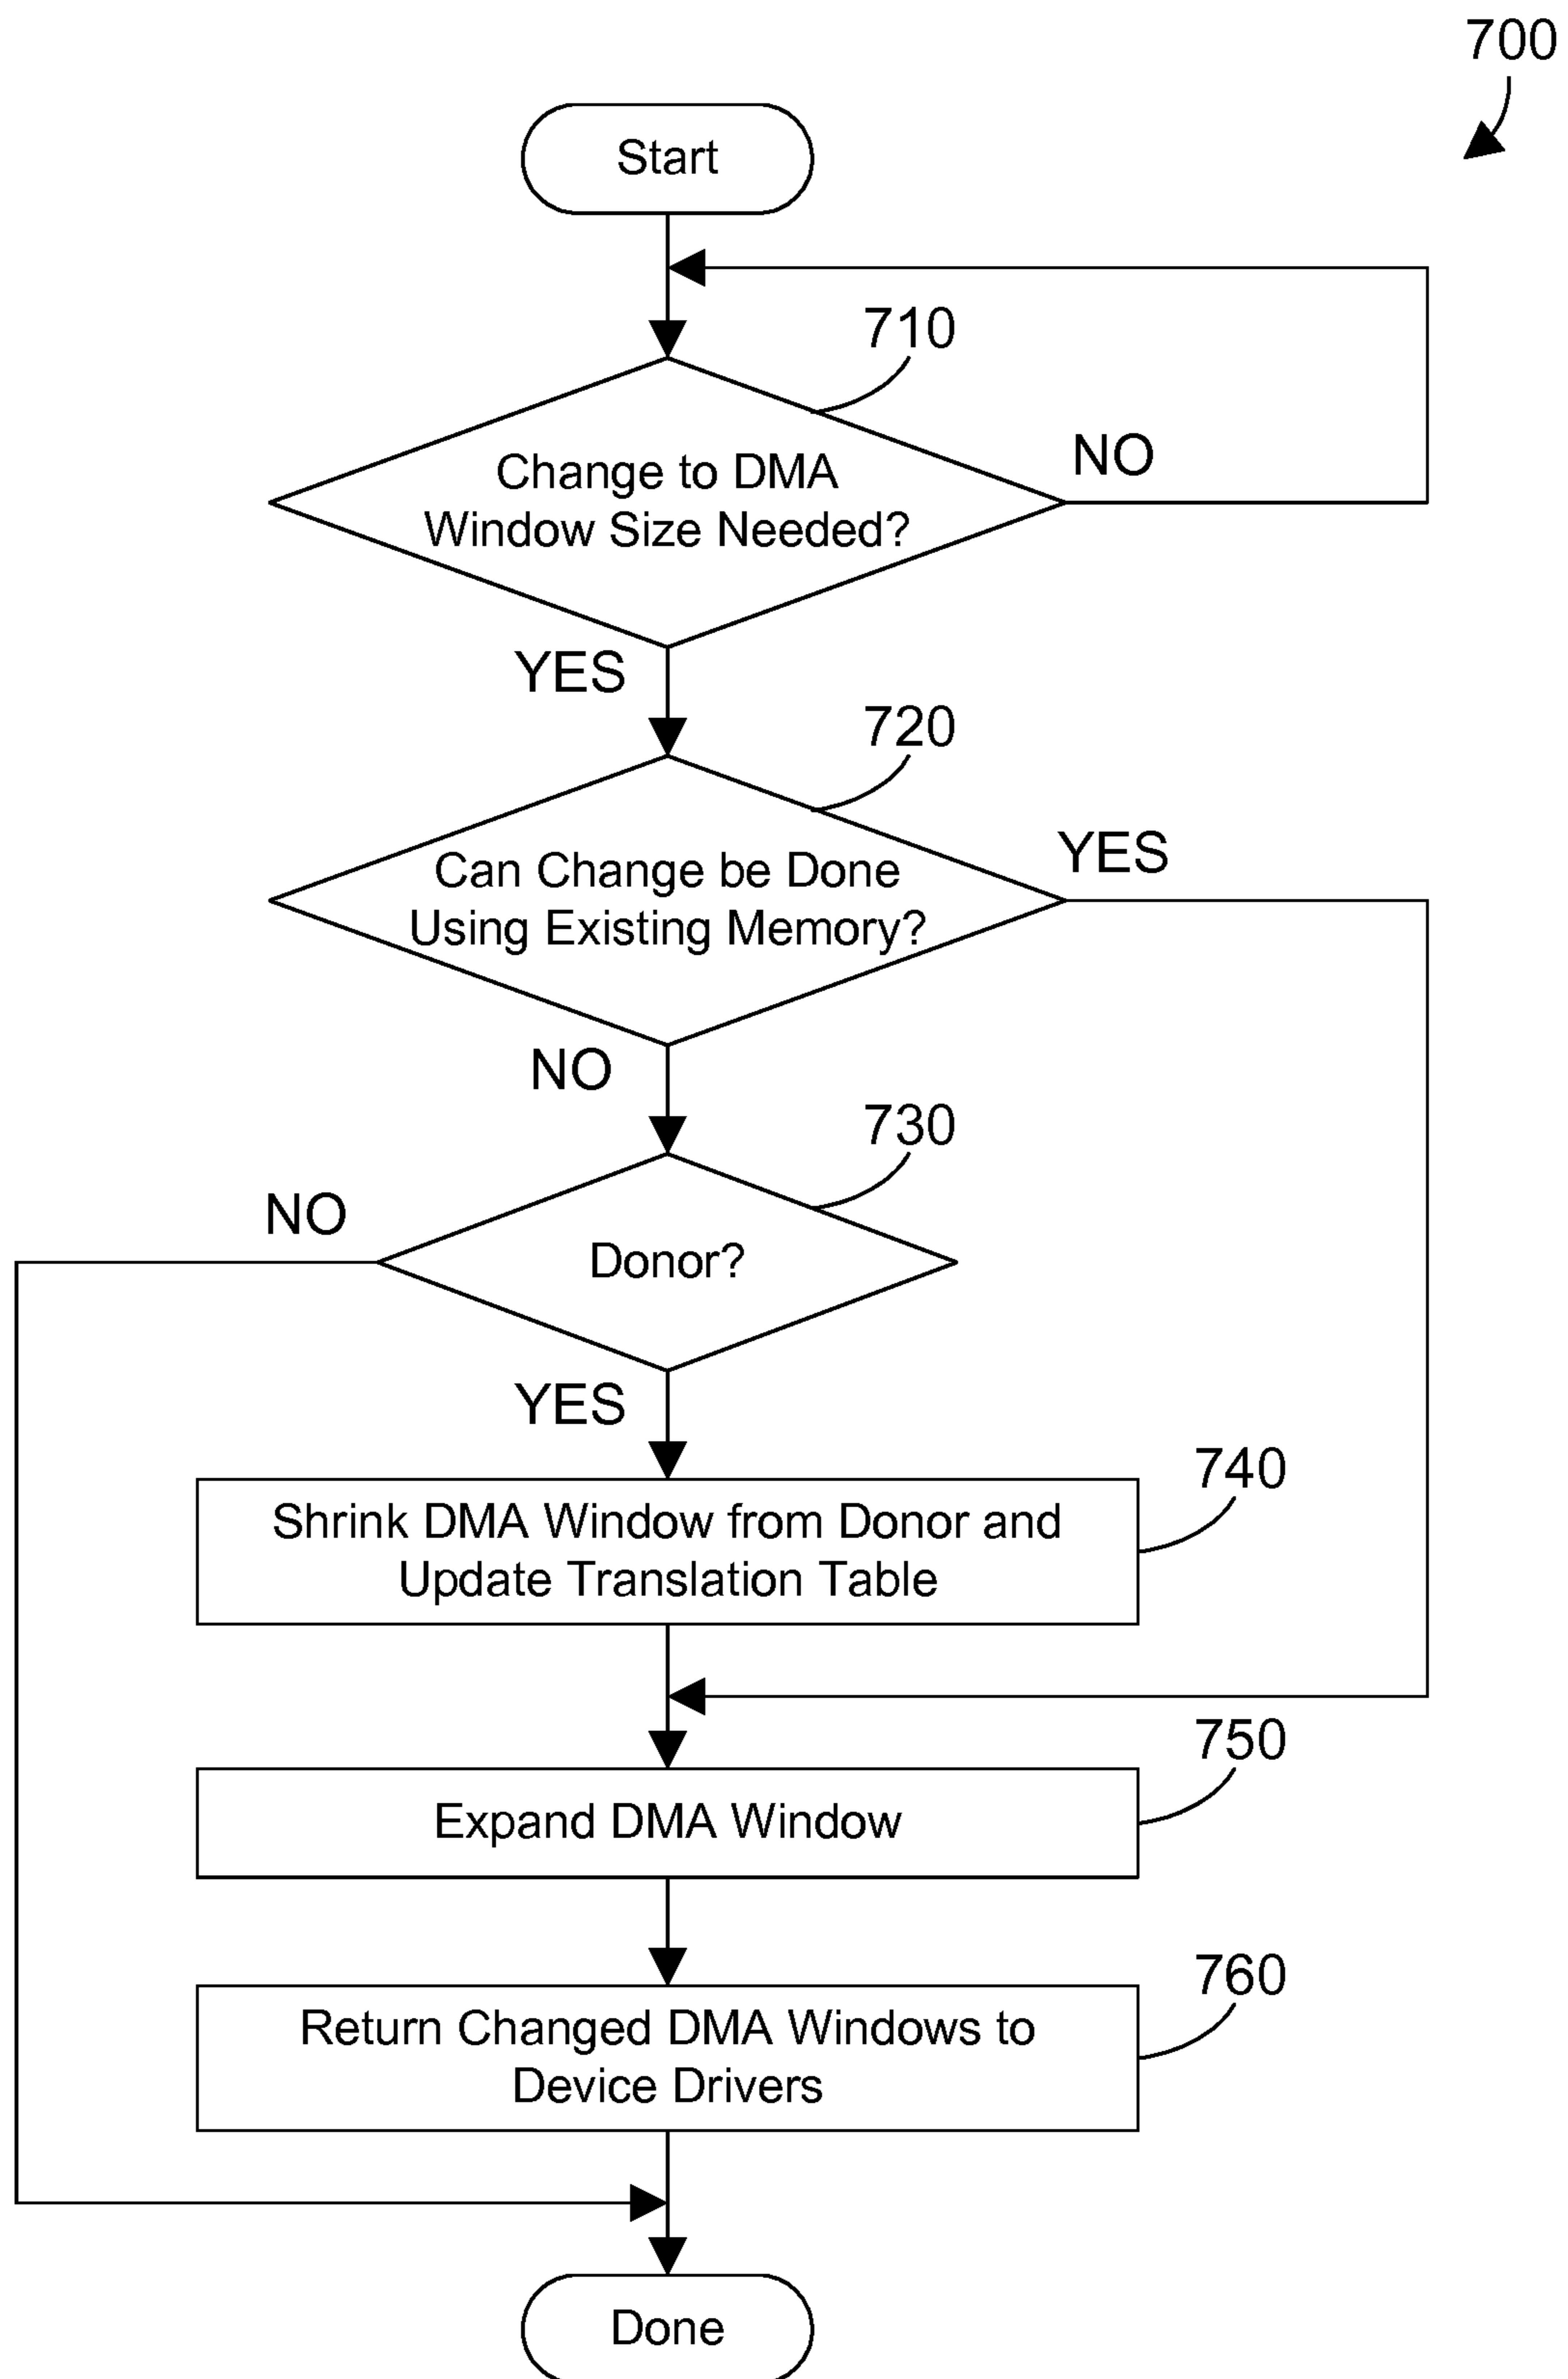 700
Start
710
Change to DMA
Window Size Needed?
NO
YES
720
Can Change be Done
Using Existing Memory?
YES
NO
730
Donor?
NO
YES
740
Shrink DMA Window from Donor and
Update Translation Table
750
Expand DMA Window
760
Return Changed DMA Windows to
Device Drivers
Done